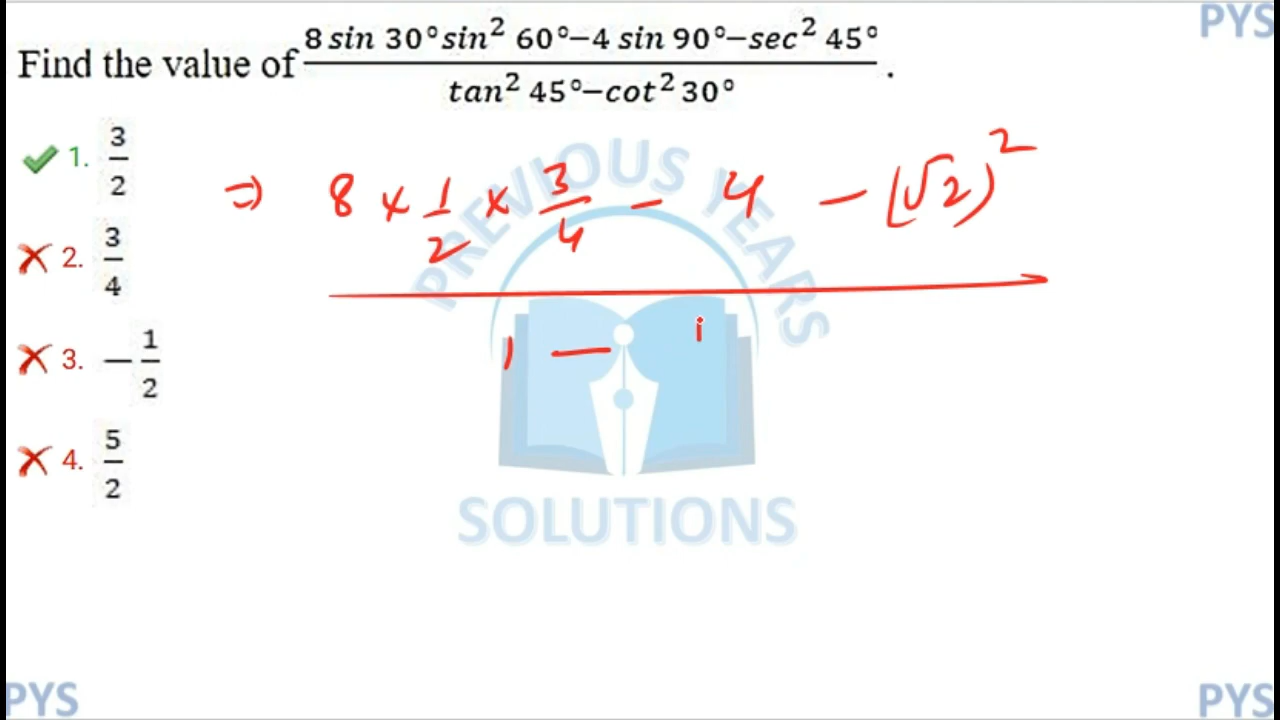 PYS
Find the value of (8 sin 30° sin² 60° – 4 sin 90° – sec² 45°) / (tan² 45° – cot² 30°).
1. 3/2
⇒ 8 × 1/2 × 3/4 – 4 – (√2)²
1 –
2. 3/4
3. –1/2
4. 5/2
PREVIOUS YEARS
SOLUTIONS
PYS
PYS